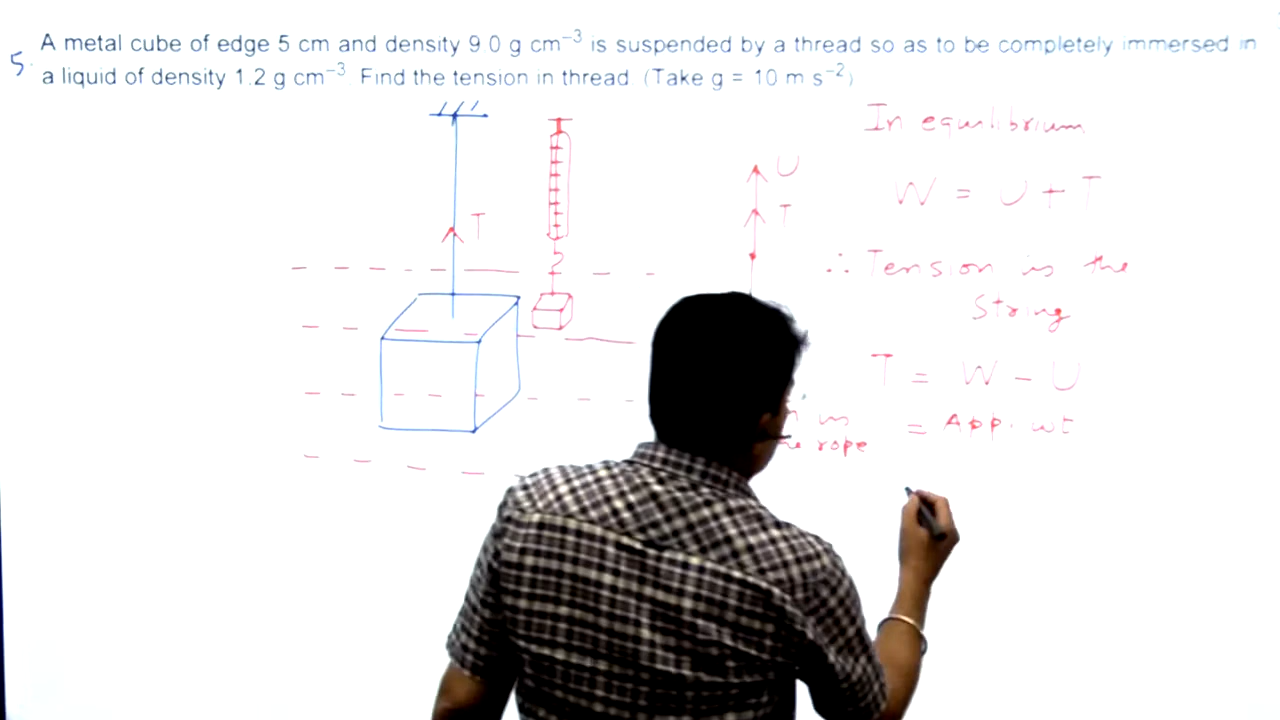 5. A metal cube of edge 5 cm and density 9.0 g cm⁻³ is suspended by a thread so as to be completely immersed in
a liquid of density 1.2 g cm⁻³. Find the tension in thread. (Take g = 10 m s⁻²)
In equilibrium
U
W = U + T
T
T
∴ Tension in the
String
T = W - U
= App. wt
in
rope